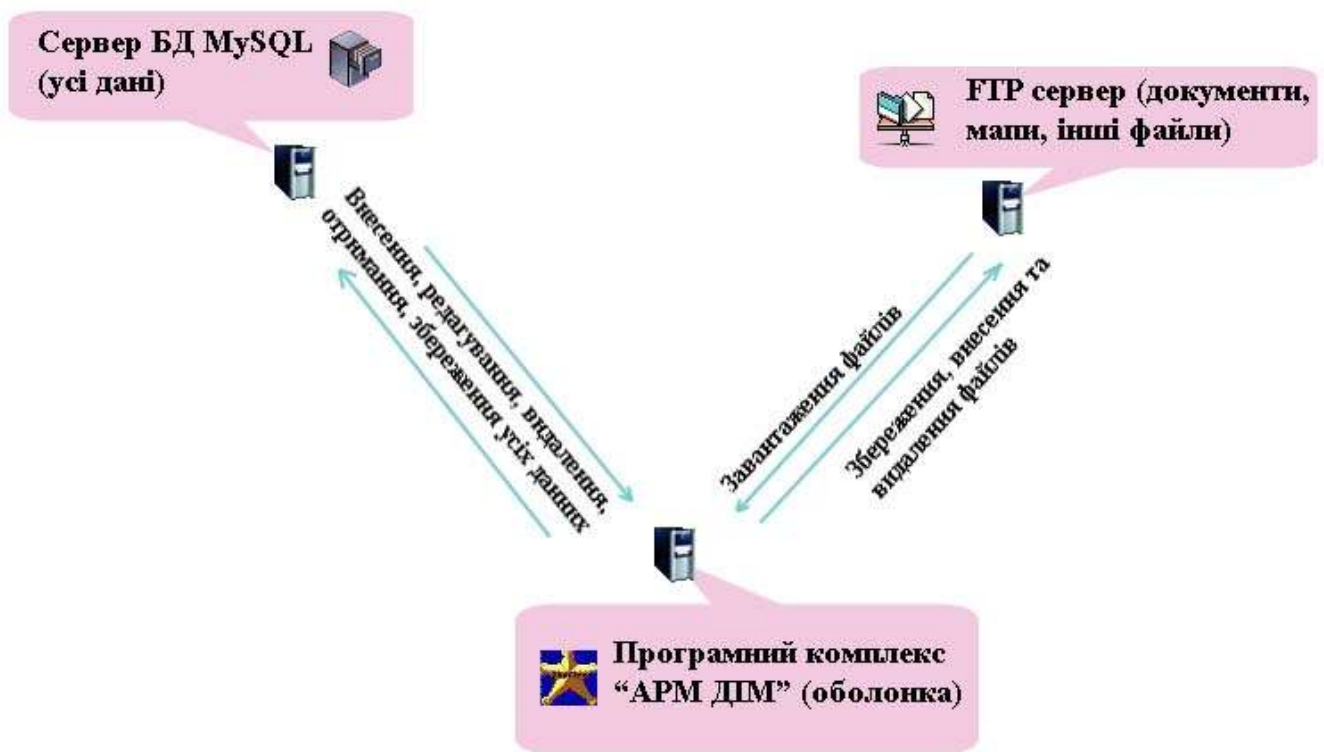 Сервер БД MySQL
(усі дані)
FTP сервер (документи,
мапи, інші файли)
Внесення, редагування, видалення,
отримання, збереження усіх данних
Завантаження файлів
Збереження, внесення та
видалення файлів
Програмний комплекс
“АРМ ДІМ” (оболонка)